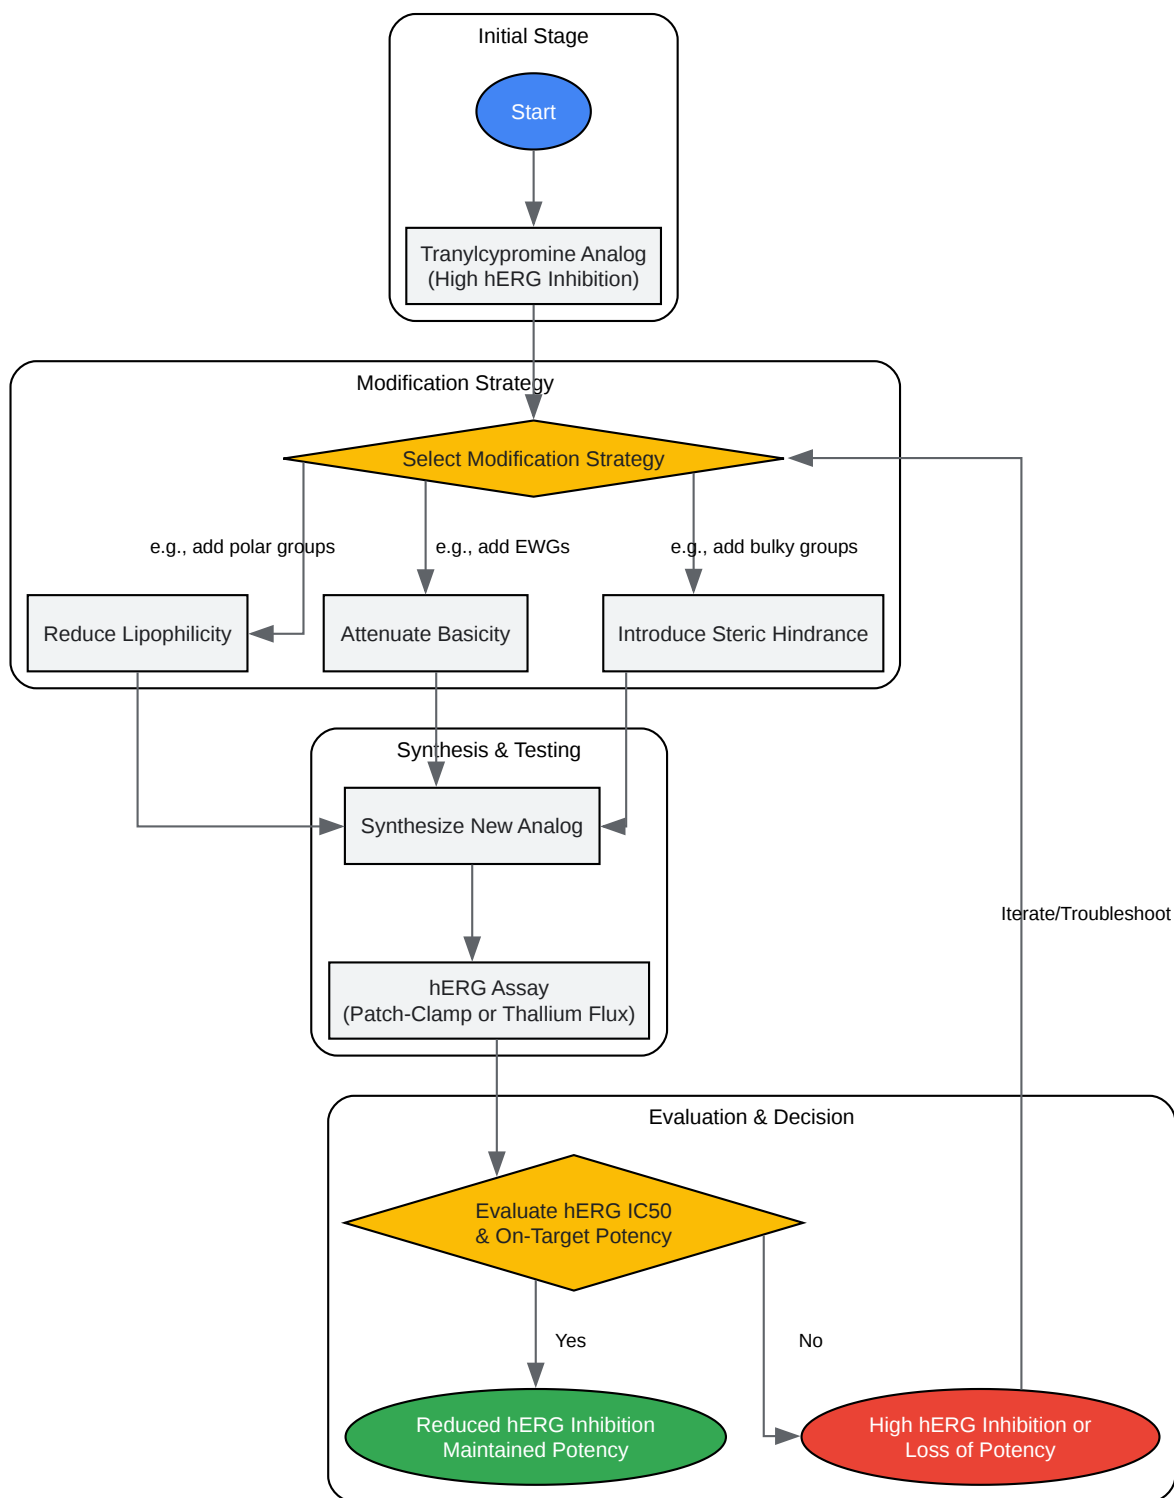 Initial Stage
Start
Tranylcypromine Analog
(High hERG Inhibition)
Modification Strategy
Select Modification Strategy
e.g., add polar groups
e.g., add EWGs
e.g., add bulky groups
Reduce Lipophilicity
Attenuate Basicity
Introduce Steric Hindrance
Synthesis & Testing
Synthesize New Analog
Iterate/Troubleshoot
hERG Assay
(Patch-Clamp or Thallium Flux)
Evaluation & Decision
Evaluate hERG IC50
& On-Target Potency
Yes
No
Reduced hERG Inhibition
Maintained Potency
High hERG Inhibition or
Loss of Potency